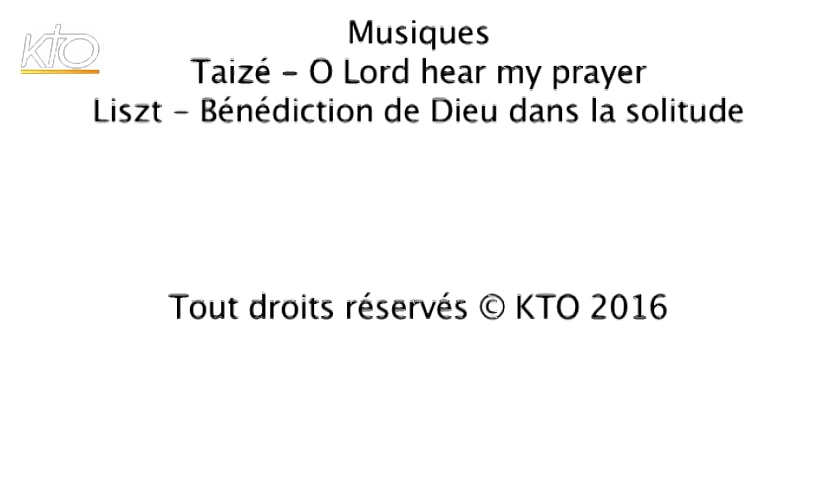 kto
Musiques
Taizé - O Lord hear my prayer
Liszt - Bénédiction de Dieu dans la solitude
Tout droits réservés © KTO 2016